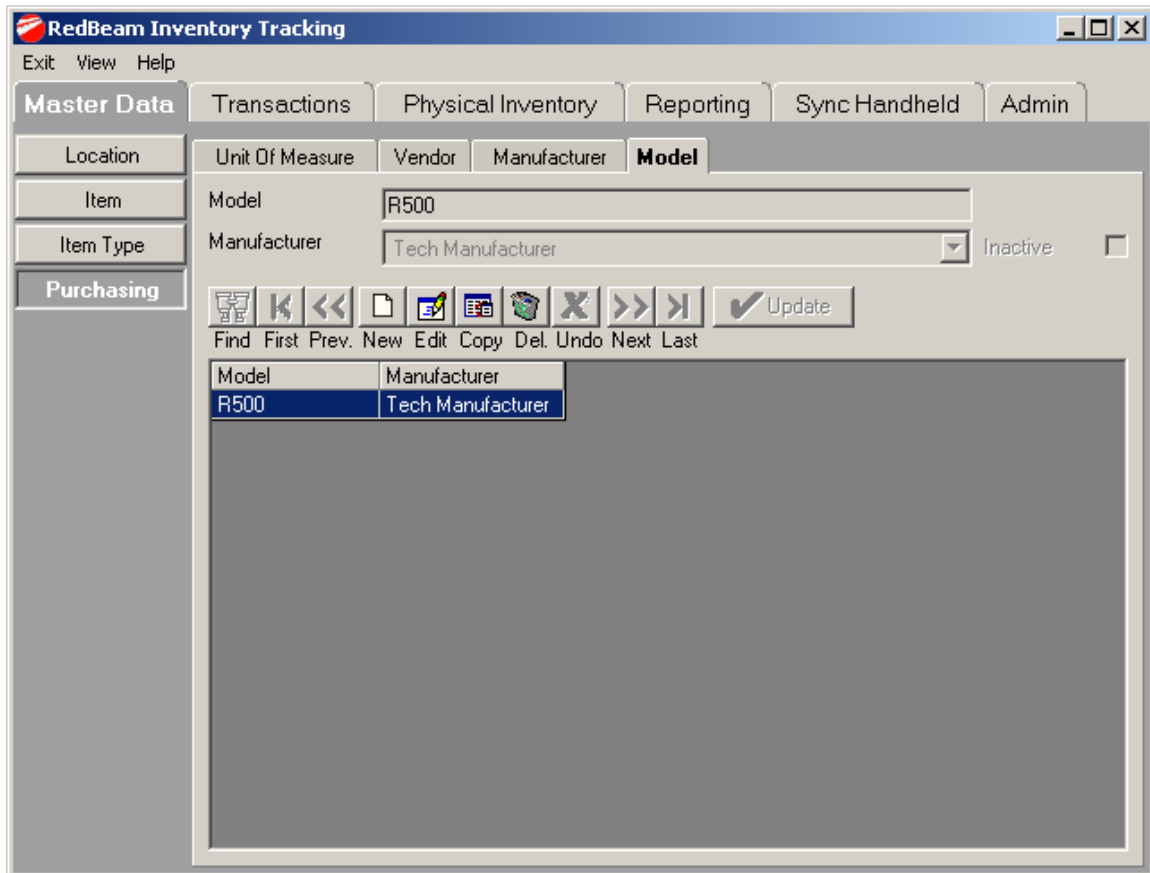 RedBeam Inventory Tracking
Exit View Help
Master Data Transactions Physical Inventory Reporting Sync Handheld Admin
Location
Item
Item Type
Purchasing
Unit Of Measure Vendor Manufacturer Model
Model R500
Manufacturer Tech Manufacturer Inactive
Update
Find First Prev. New Edit Copy Del. Undo Next Last
Model Manufacturer
R500 Tech Manufacturer